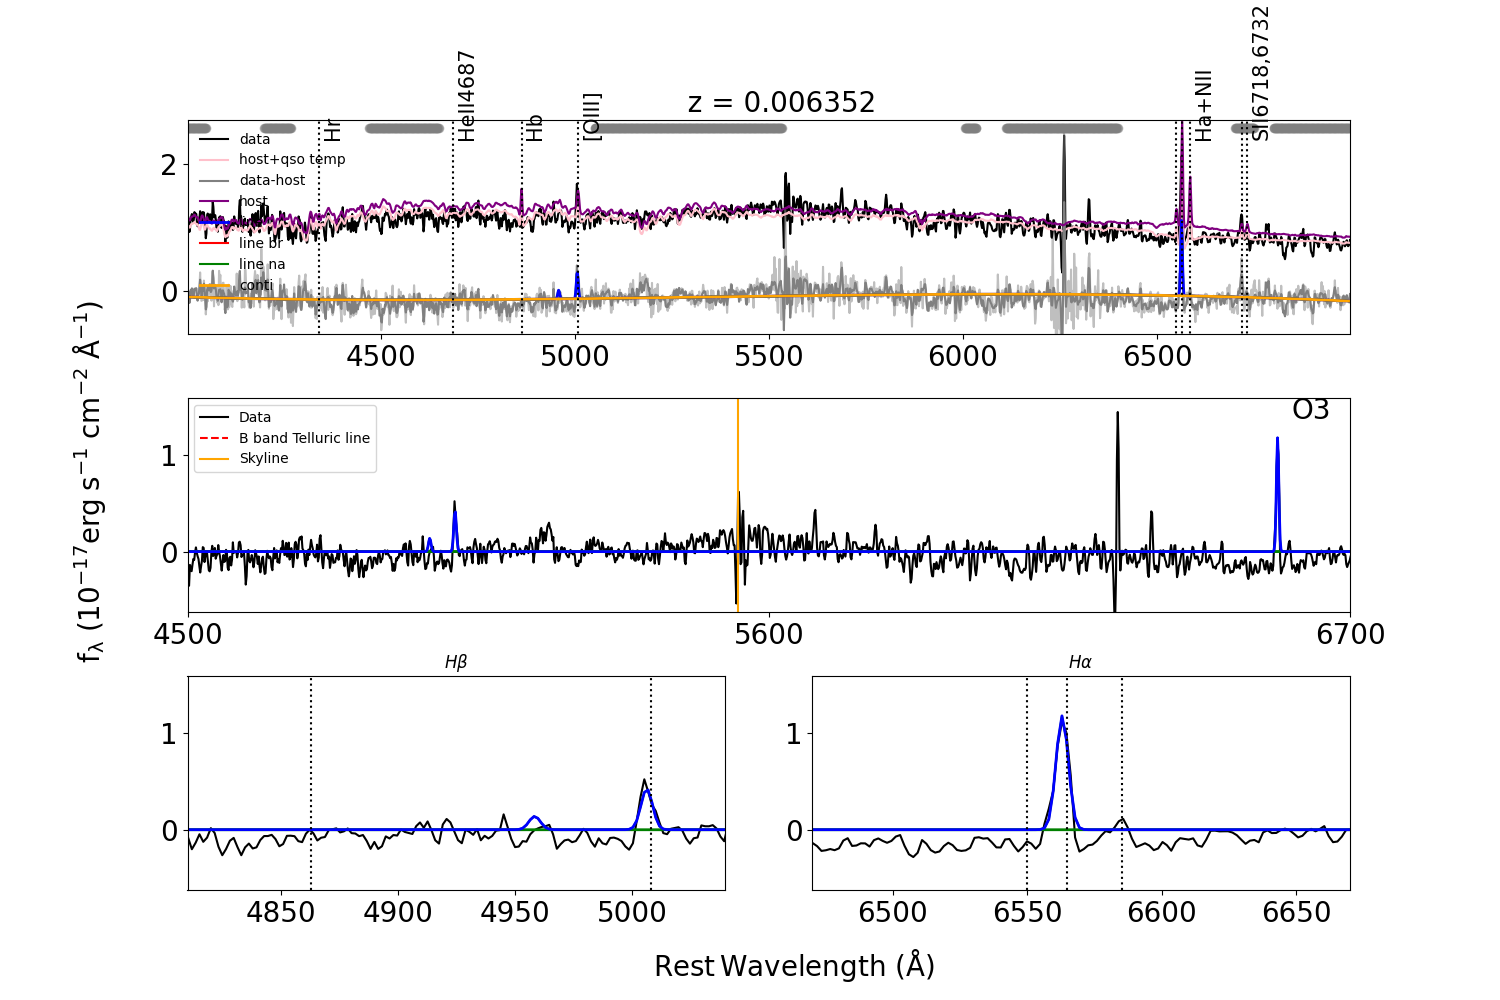 z = 0.006352
Hr
HeII4687
Hb
[OIII]
Ha+NII
SII6718,6732
data
host+qso temp
data-host
host
line br
line na
conti
2
0
4500 5000 5500 6000 6500
O3
Data
B band Telluric line
Skyline
1
0
4500 5600 6700
fλ (10−17erg s−1 cm−2 Å−1)
Hβ
1
0
4850 4900 4950 5000
Hα
1
0
6500 6550 6600 6650
Rest Wavelength (Å)